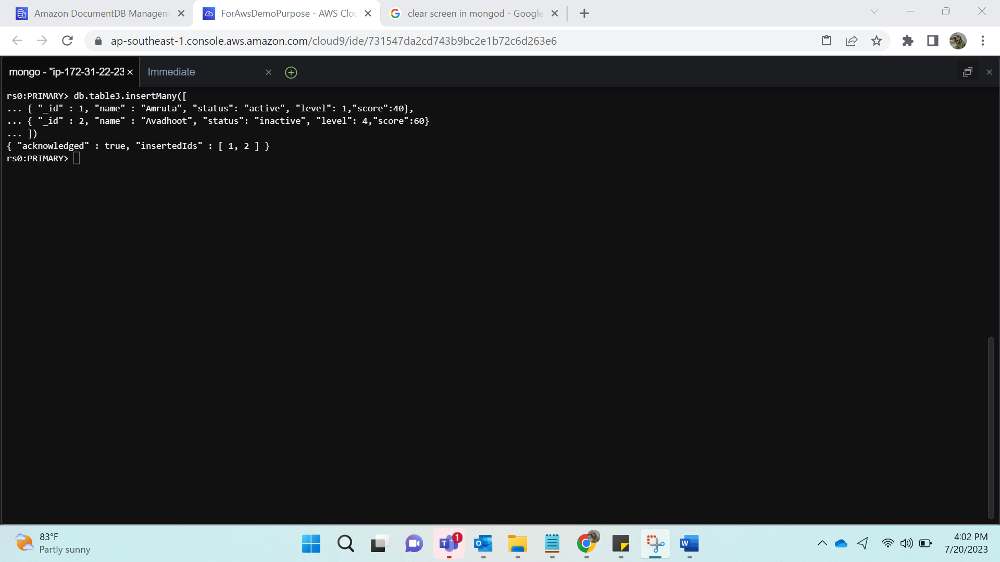 Amazon DocumentDB Managem
ForAwsDemoPurpose - AWS Clou
clear screen in mongod - Google
ap-southeast-1.console.aws.amazon.com/cloud9/ide/731547da2cd743b9bc2e1b72c6d263e6
mongo - "ip-172-31-22-23
Immediate
rs0:PRIMARY> db.table3.insertMany([
... { "_id" : 1, "name" : "Amruta", "status": "active", "level": 1,"score":40},
... { "_id" : 2, "name" : "Avadhoot", "status": "inactive", "level": 4,"score":60}
... ])
{ "acknowledged" : true, "insertedIds" : [ 1, 2 ] }
rs0:PRIMARY>
83°F
Partly sunny
1
4:02 PM
7/20/2023